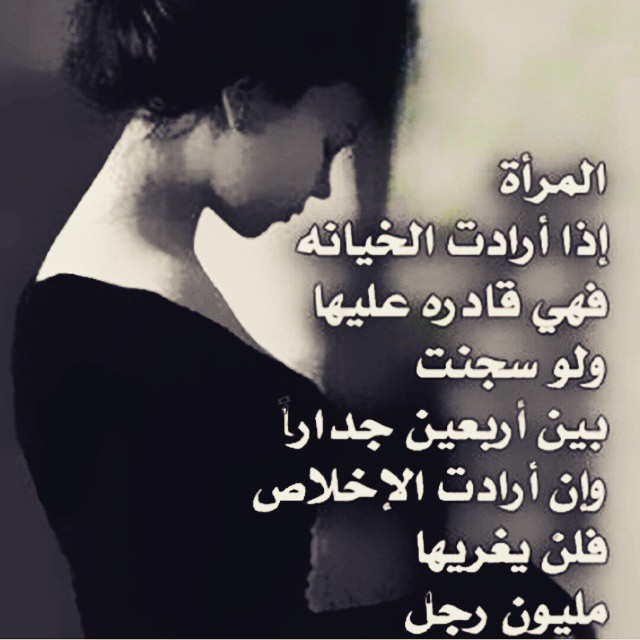 المرأة
إذا أرادت الخيانه
فهي قادره عليها
ولو سجنت
بين أربعين جداراً
وإن أرادت الإخلاص
فلن يغريها
مليون رجل